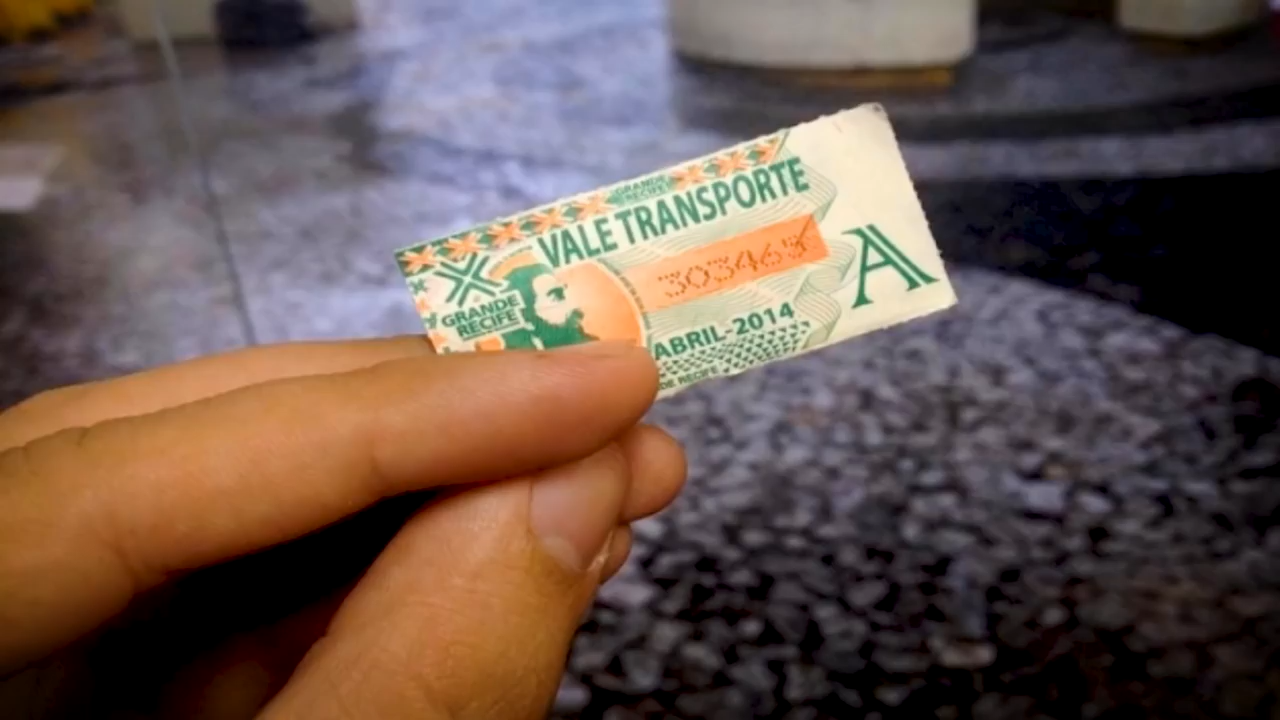 GRANDE
RECIFE
VALE TRANSPORTE
303465
GRANDE
RECIFE
A
ABRIL-2014
DE RECIFE